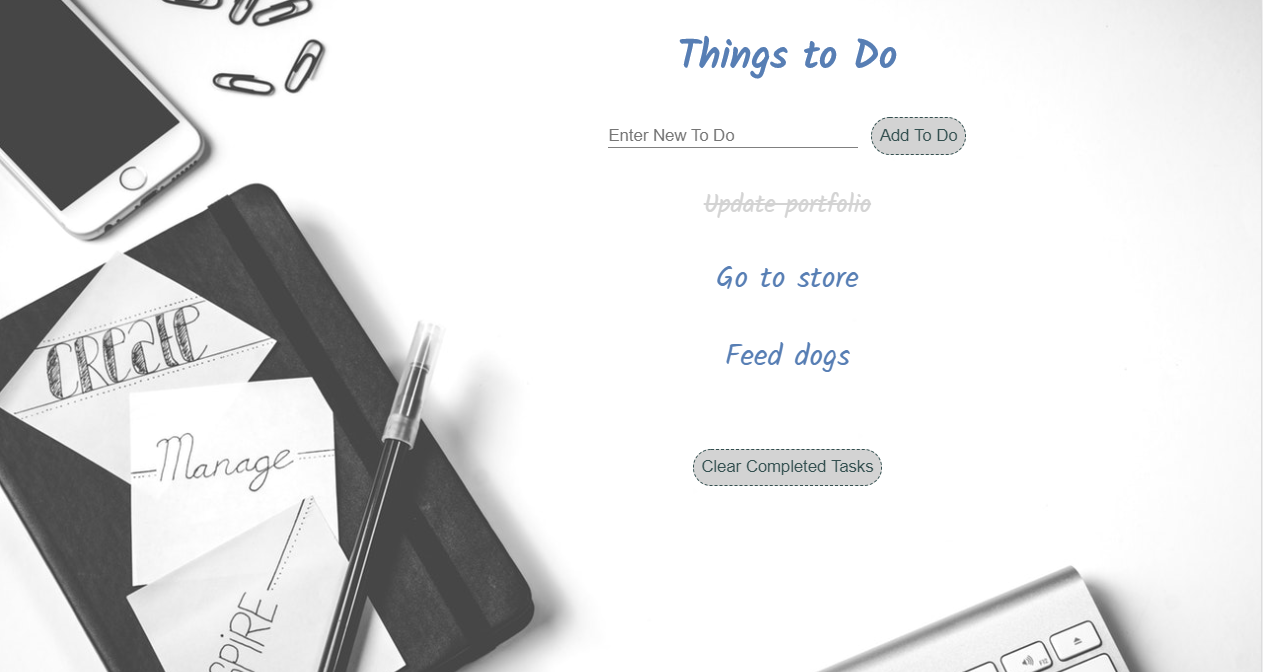 Things to Do
Enter New To Do
Add To Do
Update portfolio
Go to store
Feed dogs
Clear Completed Tasks
CReate
Manage
F12